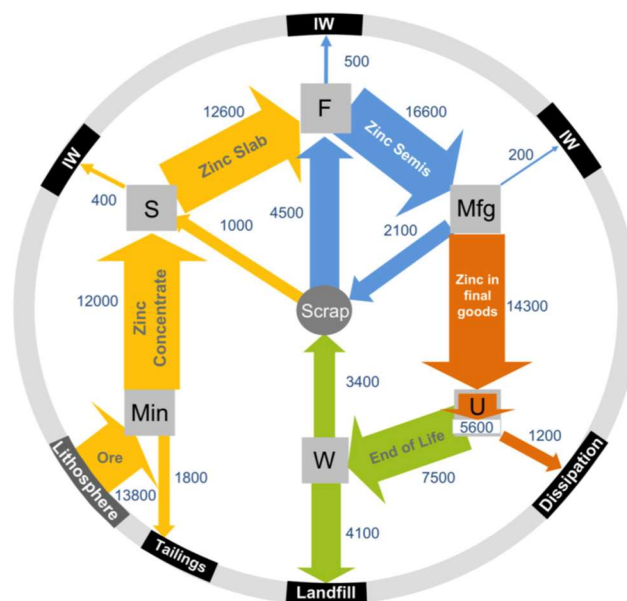 IW
500
12600
F
16600
IW
Zinc Slab
Zinc Semis
200
IW
400
S
1000
4500
2100
Mfg
12000
Zinc
Concentrate
Scrap
Zinc in
final
goods
14300
3400
Min
U
5600
1200
Ore
1800
W
End of Life
7500
Lithosphere
13800
4100
Dissipation
Tailings
Landfill